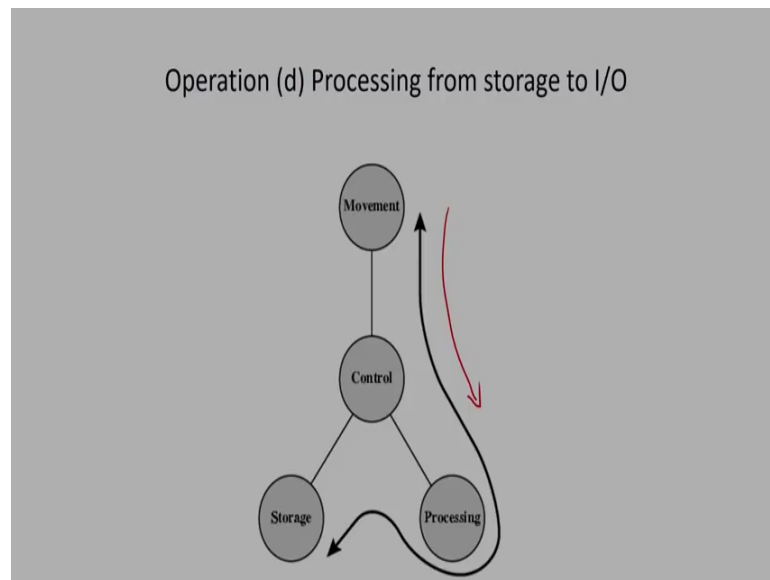 Operation (d) Processing from storage to I/O
Movement
Control
Storage
Processing